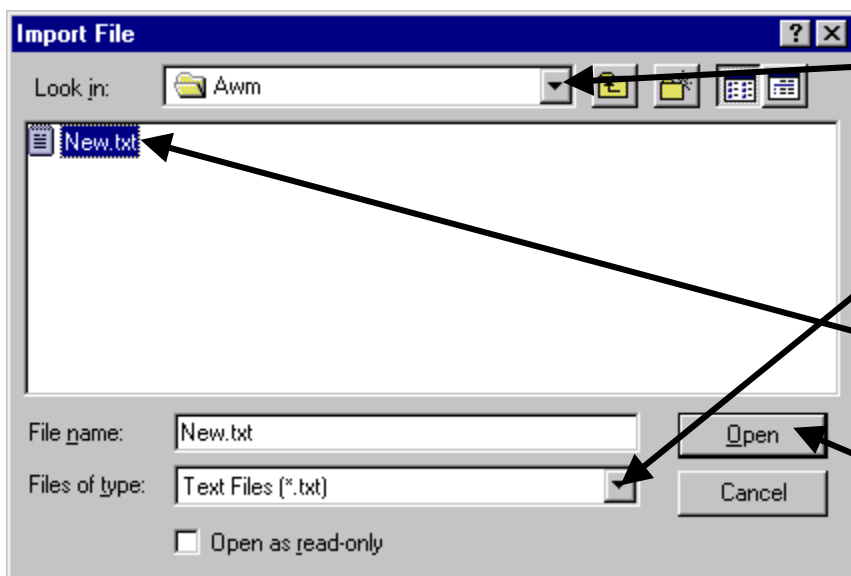 Import File
Look in: Awm
New.txt
File name: New.txt Open
Files of type: Text Files (*.txt) Cancel
Open as read-only